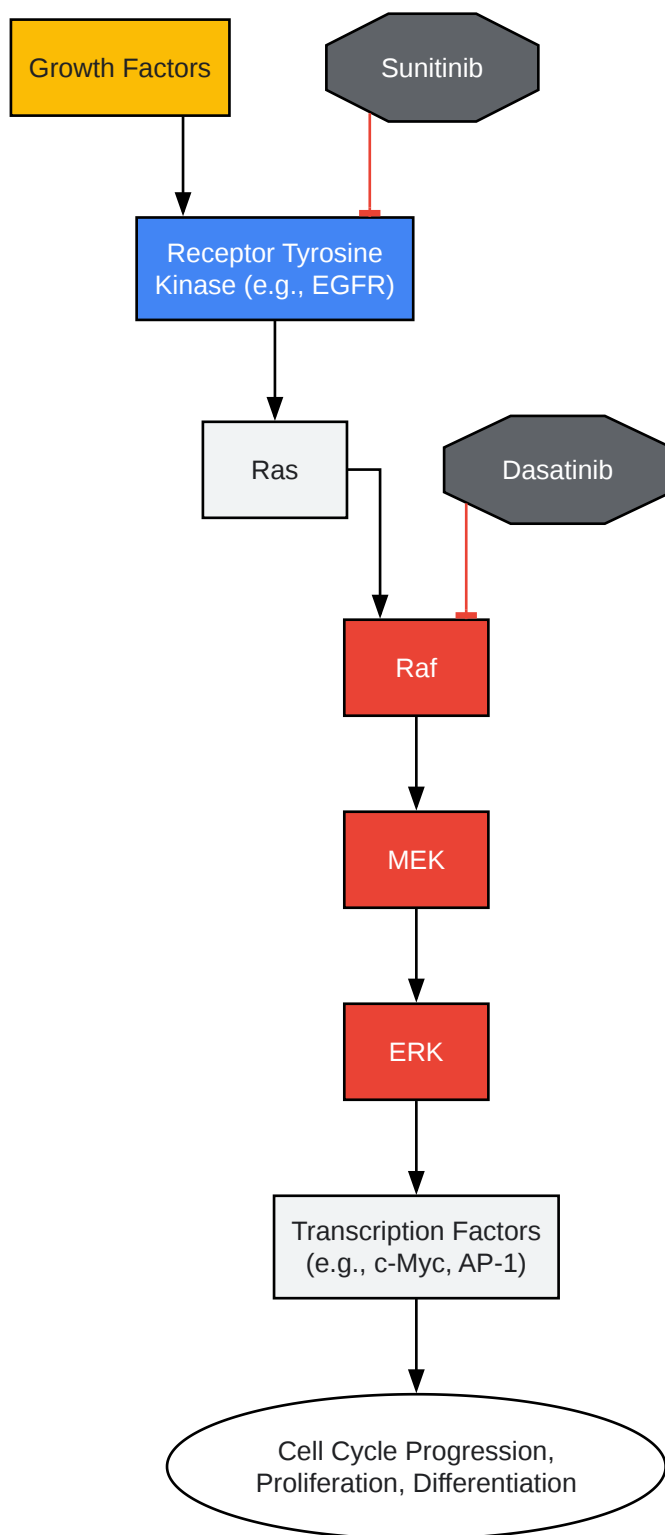 Growth Factors
Sunitinib
Receptor Tyrosine
Kinase (e.g., EGFR)
Ras
Dasatinib
Raf
MEK
ERK
Transcription Factors
(e.g., c-Myc, AP-1)
Cell Cycle Progression,
Proliferation, Differentiation